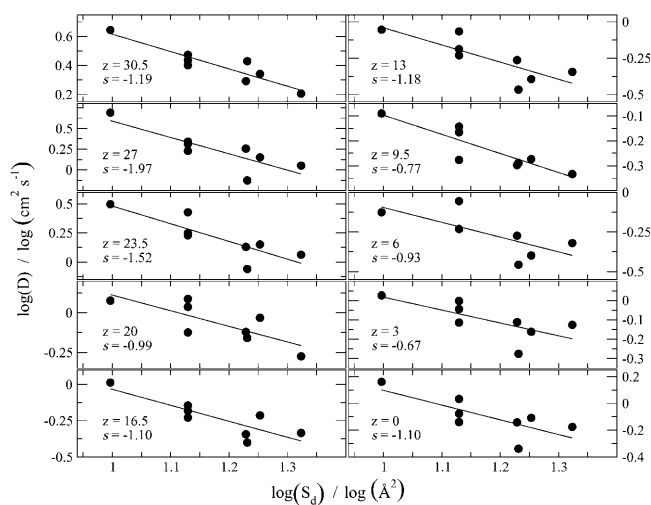 log(D) / log (cm² s⁻¹)
0.6
0.4
0.2
z = 30.5
s = -1.19
0.5
0
z = 27
s = -1.97
0.5
0.25
0
z = 23.5
s = -1.52
0
-0.25
z = 20
s = -0.99
0
-0.25
-0.5
z = 16.5
s = -1.10
1 1.1 1.2 1.3
z = 13
s = -1.18
0
-0.25
-0.5
z = 9.5
s = -0.77
-0.1
-0.2
-0.3
z = 6
s = -0.93
0
-0.25
-0.5
z = 3
s = -0.67
0
-0.1
-0.2
-0.3
z = 0
s = -1.10
0.2
0
-0.2
-0.4
1 1.1 1.2 1.3
log(S_d) / log (Å²)